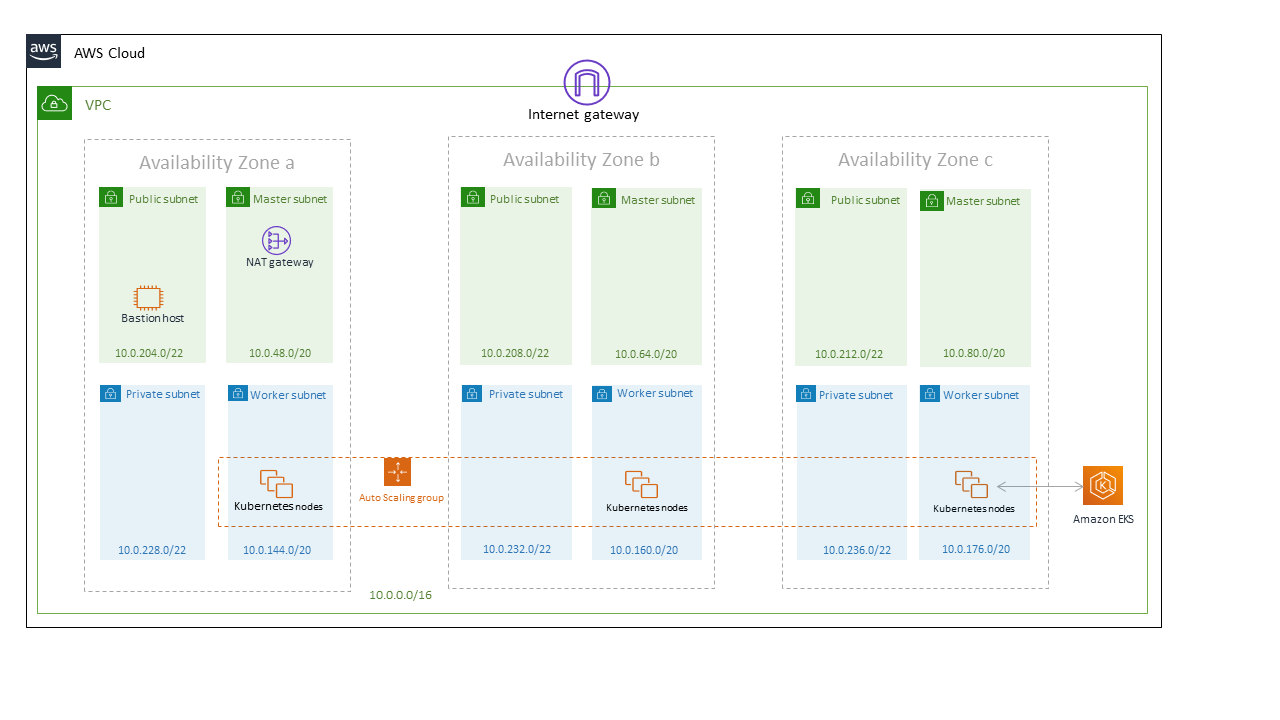 aws
AWS Cloud
Internet gateway
VPC
Availability Zone a
Public subnet
Master subnet
NAT gateway
Bastion host
10.0.204.0/22
10.0.48.0/20
Private subnet
Worker subnet
Kubernetes nodes
10.0.228.0/22
10.0.144.0/20
Auto Scaling group
Availability Zone b
Public subnet
Master subnet
10.0.208.0/22
10.0.64.0/20
Private subnet
Worker subnet
Kubernetes nodes
10.0.232.0/22
10.0.160.0/20
Availability Zone c
Public subnet
Master subnet
10.0.212.0/22
10.0.80.0/20
Private subnet
Worker subnet
Kubernetes nodes
10.0.236.0/22
10.0.176.0/20
K
Amazon EKS
10.0.0.0/16